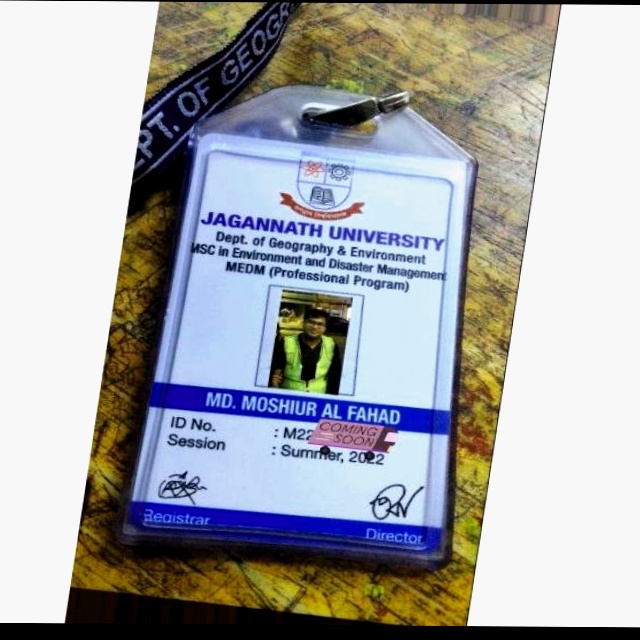 PT. OF GEOGR
JAGANNATH UNIVERSITY
Dept. of Geography & Environment
MSC in Environment and Disaster Management
MEDM (Professional Program)
MD. MOSHIUR AL FAHAD
ID No. : M22
COMING SOON
Session : Summer, 2022
Registrar
Director